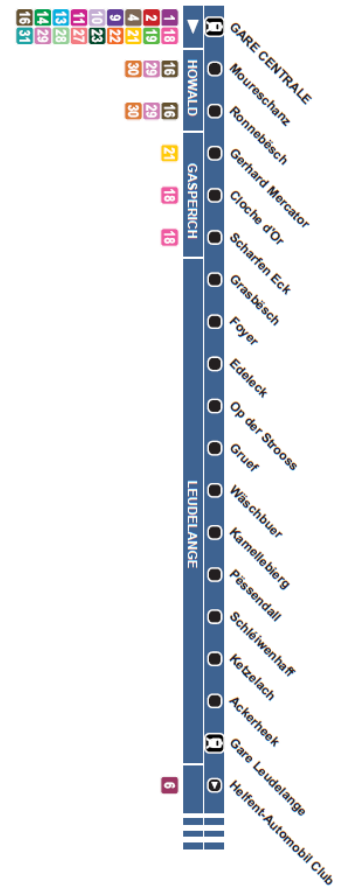 GARE CENTRALE
Moureschanz
Ronnebësch
Gerhard Mercator
Cloche d'Or
Scharfen Eck
Grasbësch
Foyer
Edeleck
Op der Strooss
Gruef
Wäschbuer
Kamellebierg
Pëssendall
Schléiwenhaff
Ketzelach
Ackerheek
Gare Leudelange
Helfent-Automobil Club
HOWALD
GASPERICH
LEUDELANGE
1 18
2 19
4 21
9 22
10 23
11 27
13 28
14 29
16 31
16
29
30
16
29
30
21
18
18
6